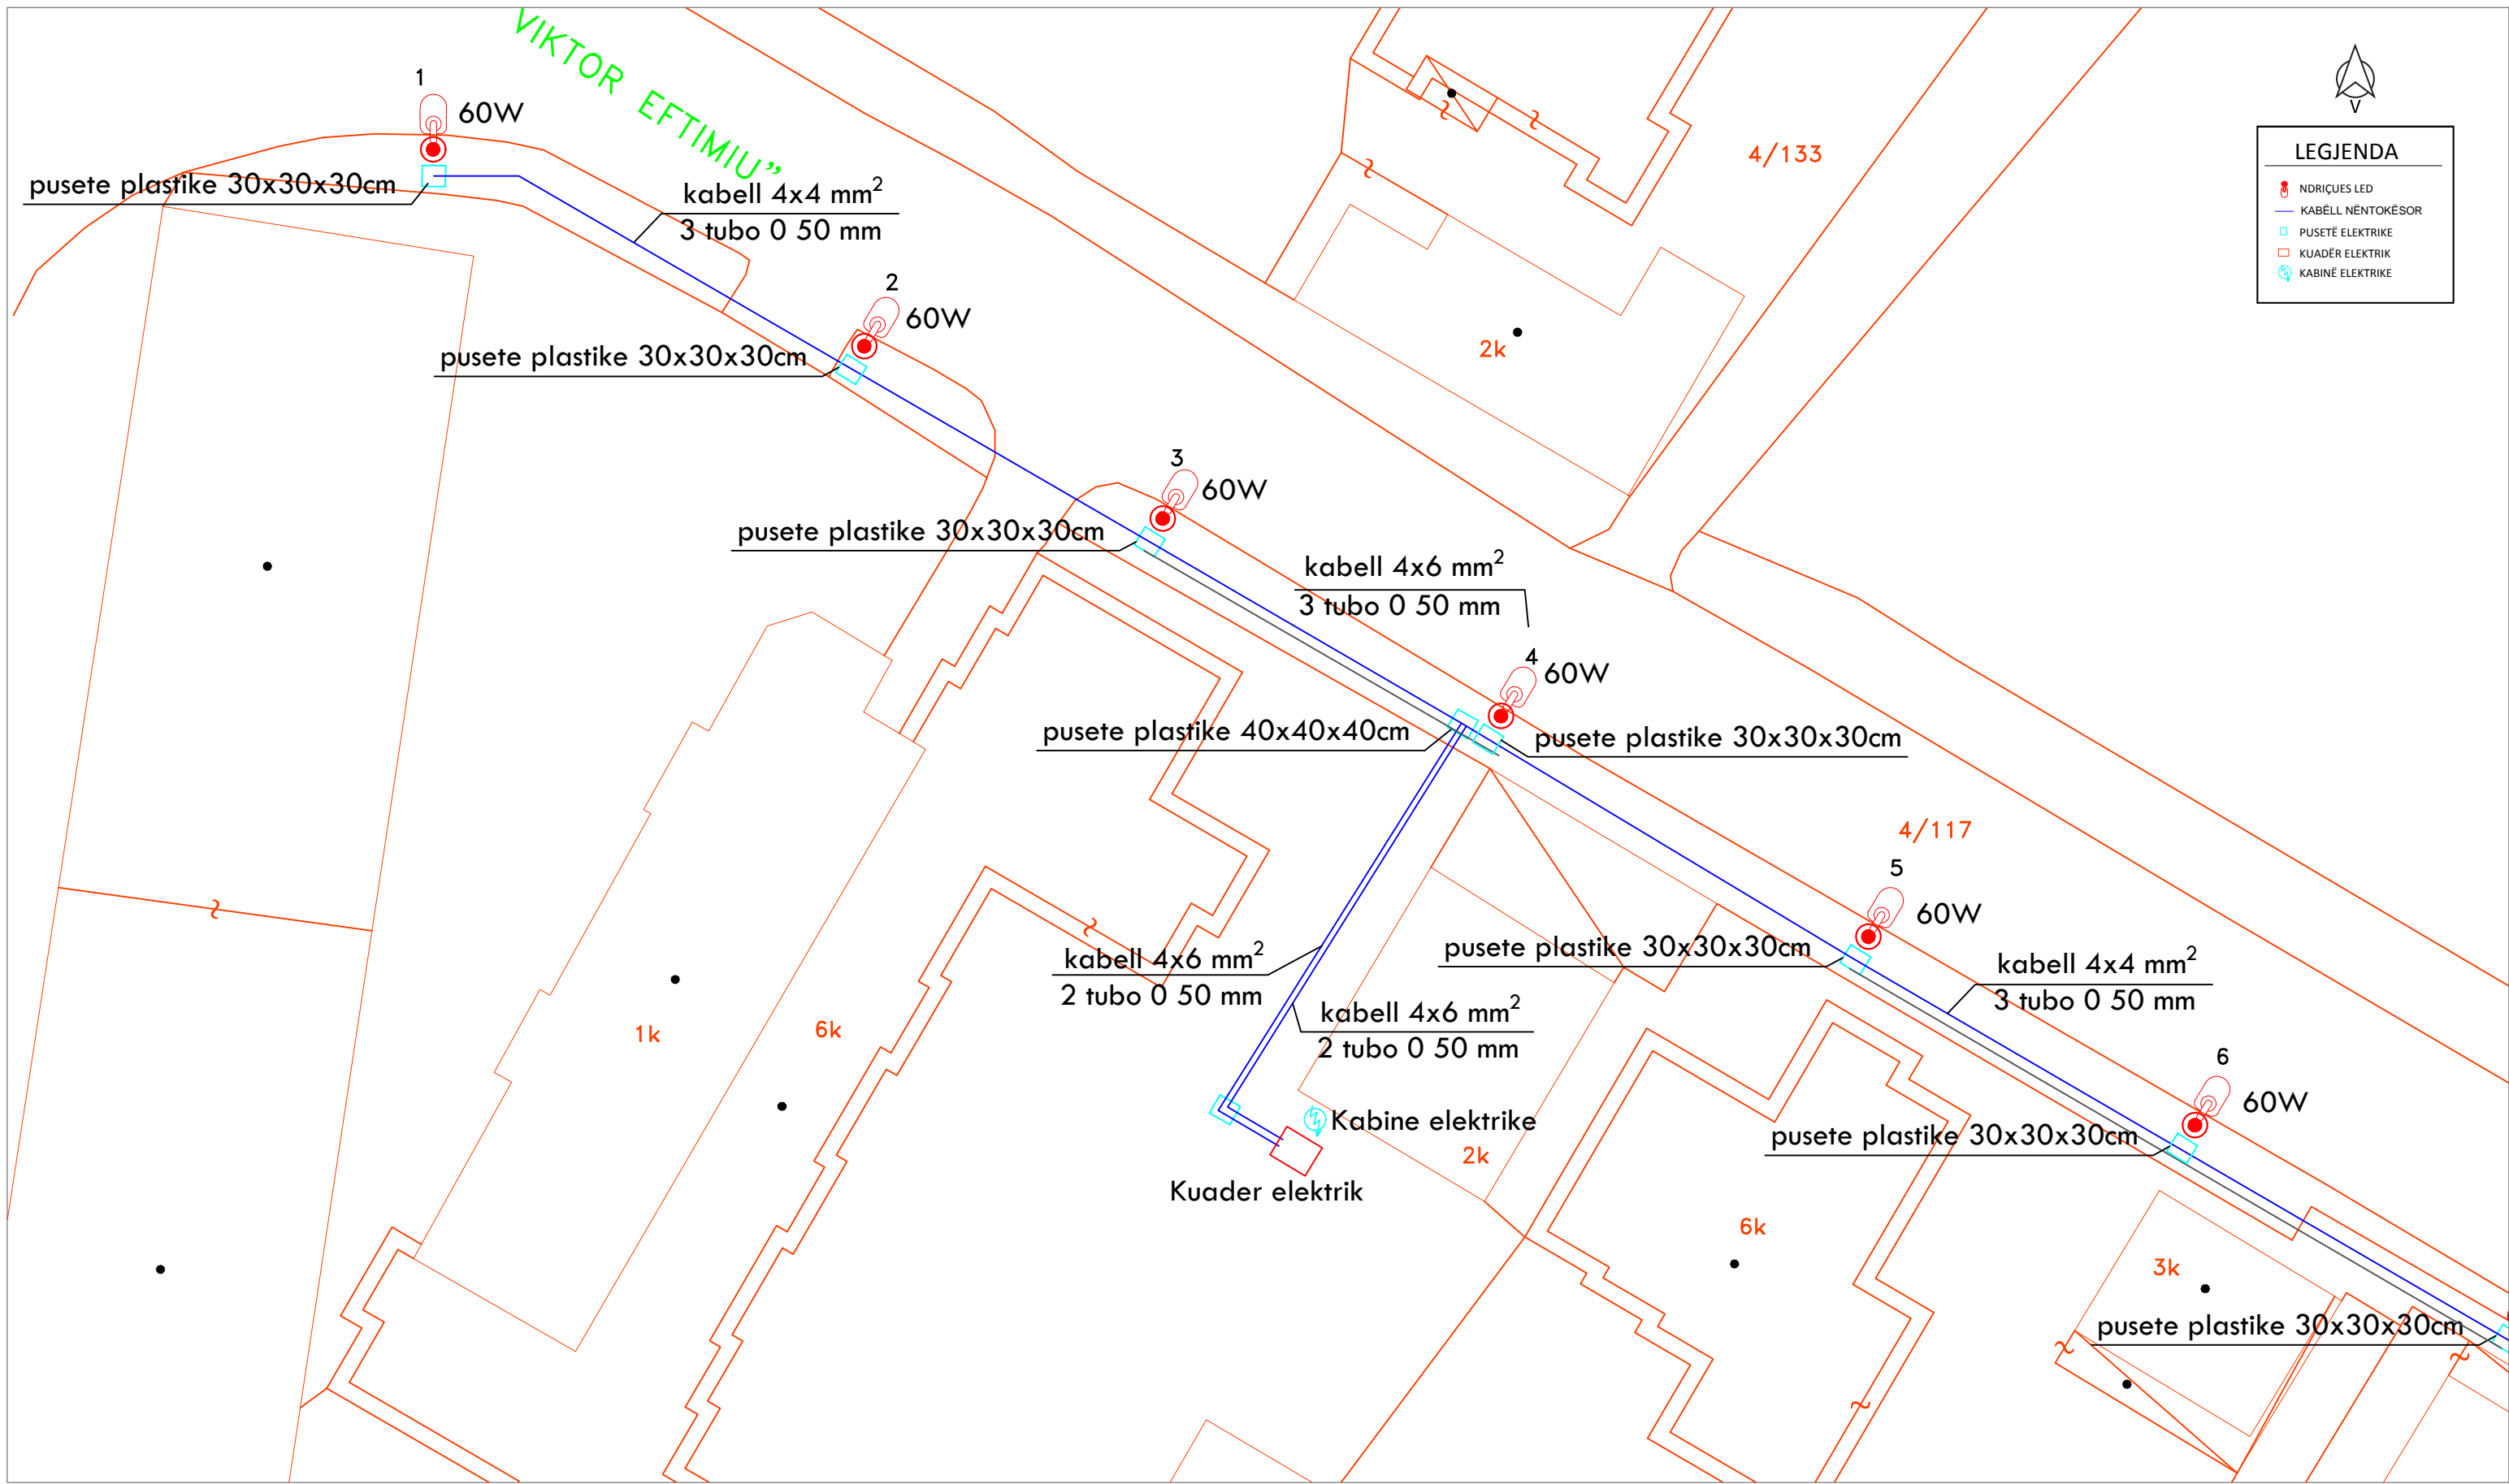 VIKTOR EFTIMIU”
1
60W
pusete plastike 30x30x30cm
kabell 4x4 mm²
3 tubo 0 50 mm
4/133
V
LEGJENDA
NDRIÇUES LED
KABËLL NËNTOKËSOR
PUSETË ELEKTRIKE
KUADËR ELEKTRIK
KABINË ELEKTRIKE
2
60W
pusete plastike 30x30x30cm
2k
3
60W
pusete plastike 30x30x30cm
kabell 4x6 mm²
3 tubo 0 50 mm
4
60W
pusete plastike 40x40x40cm
pusete plastike 30x30x30cm
4/117
5
60W
pusete plastike 30x30x30cm
kabell 4x6 mm²
2 tubo 0 50 mm
kabell 4x4 mm²
3 tubo 0 50 mm
kabell 4x6 mm²
2 tubo 0 50 mm
1k
6k
6
60W
Kabine elektrike
pusete plastike 30x30x30cm
2k
Kuader elektrik
6k
3k
pusete plastike 30x30x30cm